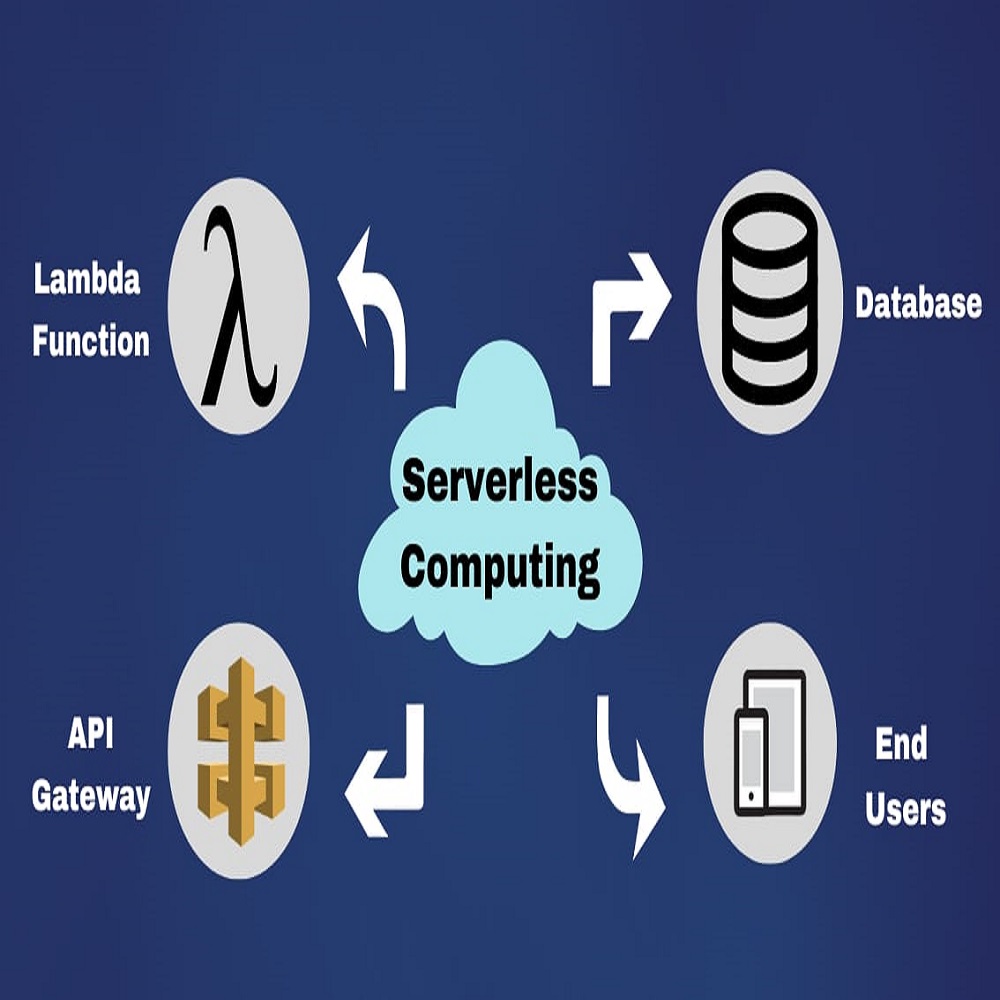 Lambda
Function
Database
Serverless
Computing
API
Gateway
End
Users